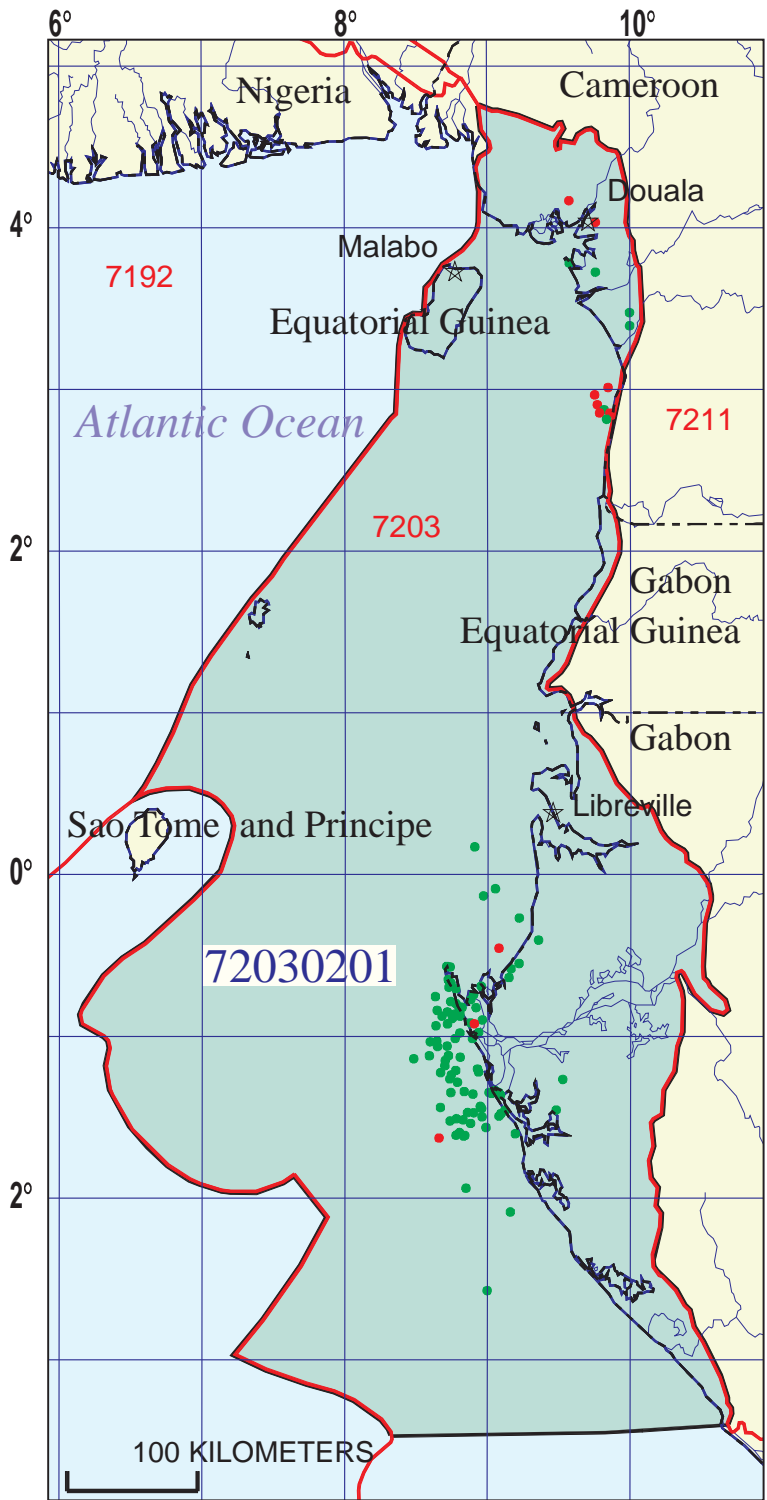 6° 8° 10°
Nigeria
Cameroon
Douala
4°
Malabo
7192
Equatorial Guinea
Atlantic Ocean
7211
7203
2°
Gabon
Equatorial Guinea
Gabon
Libreville
Sao Tome and Principe
0°
72030201
2°
100 KILOMETERS